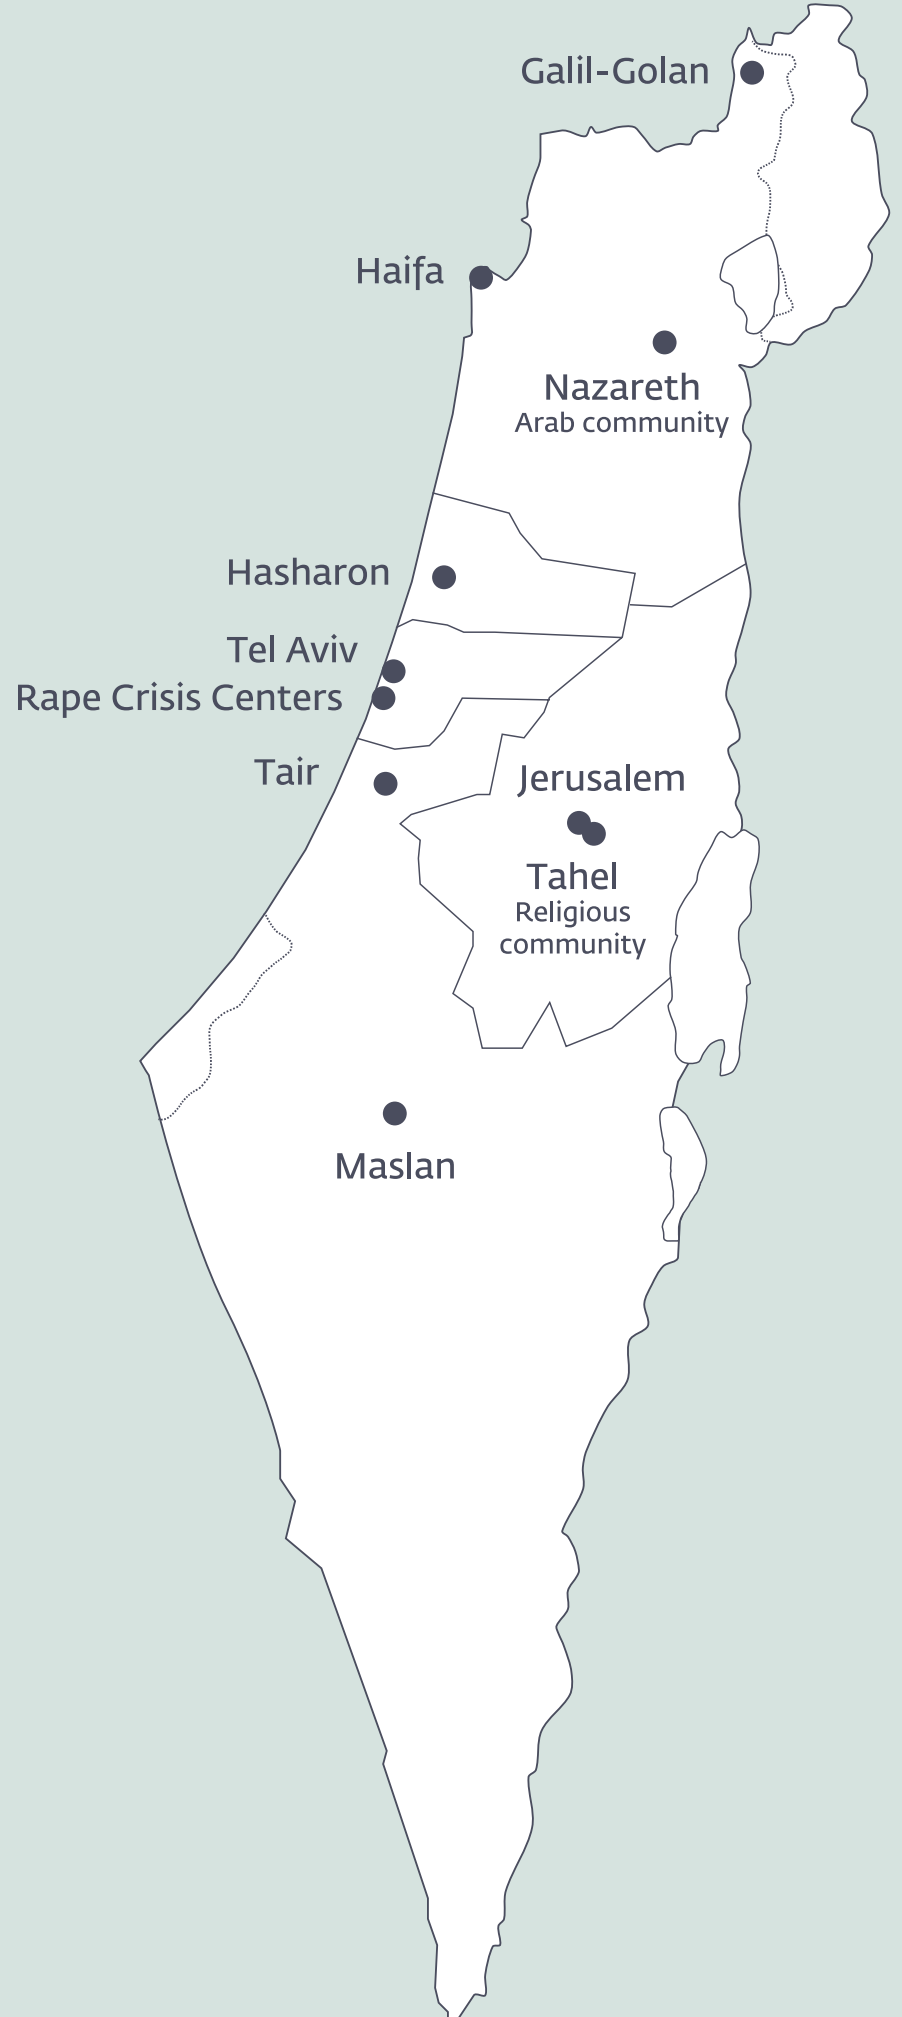 Galil-Golan
Haifa
Nazareth
Arab community
Hasharon
Tel Aviv
Rape Crisis Centers
Tair
Jerusalem
Tahel
Religious
community
Maslan